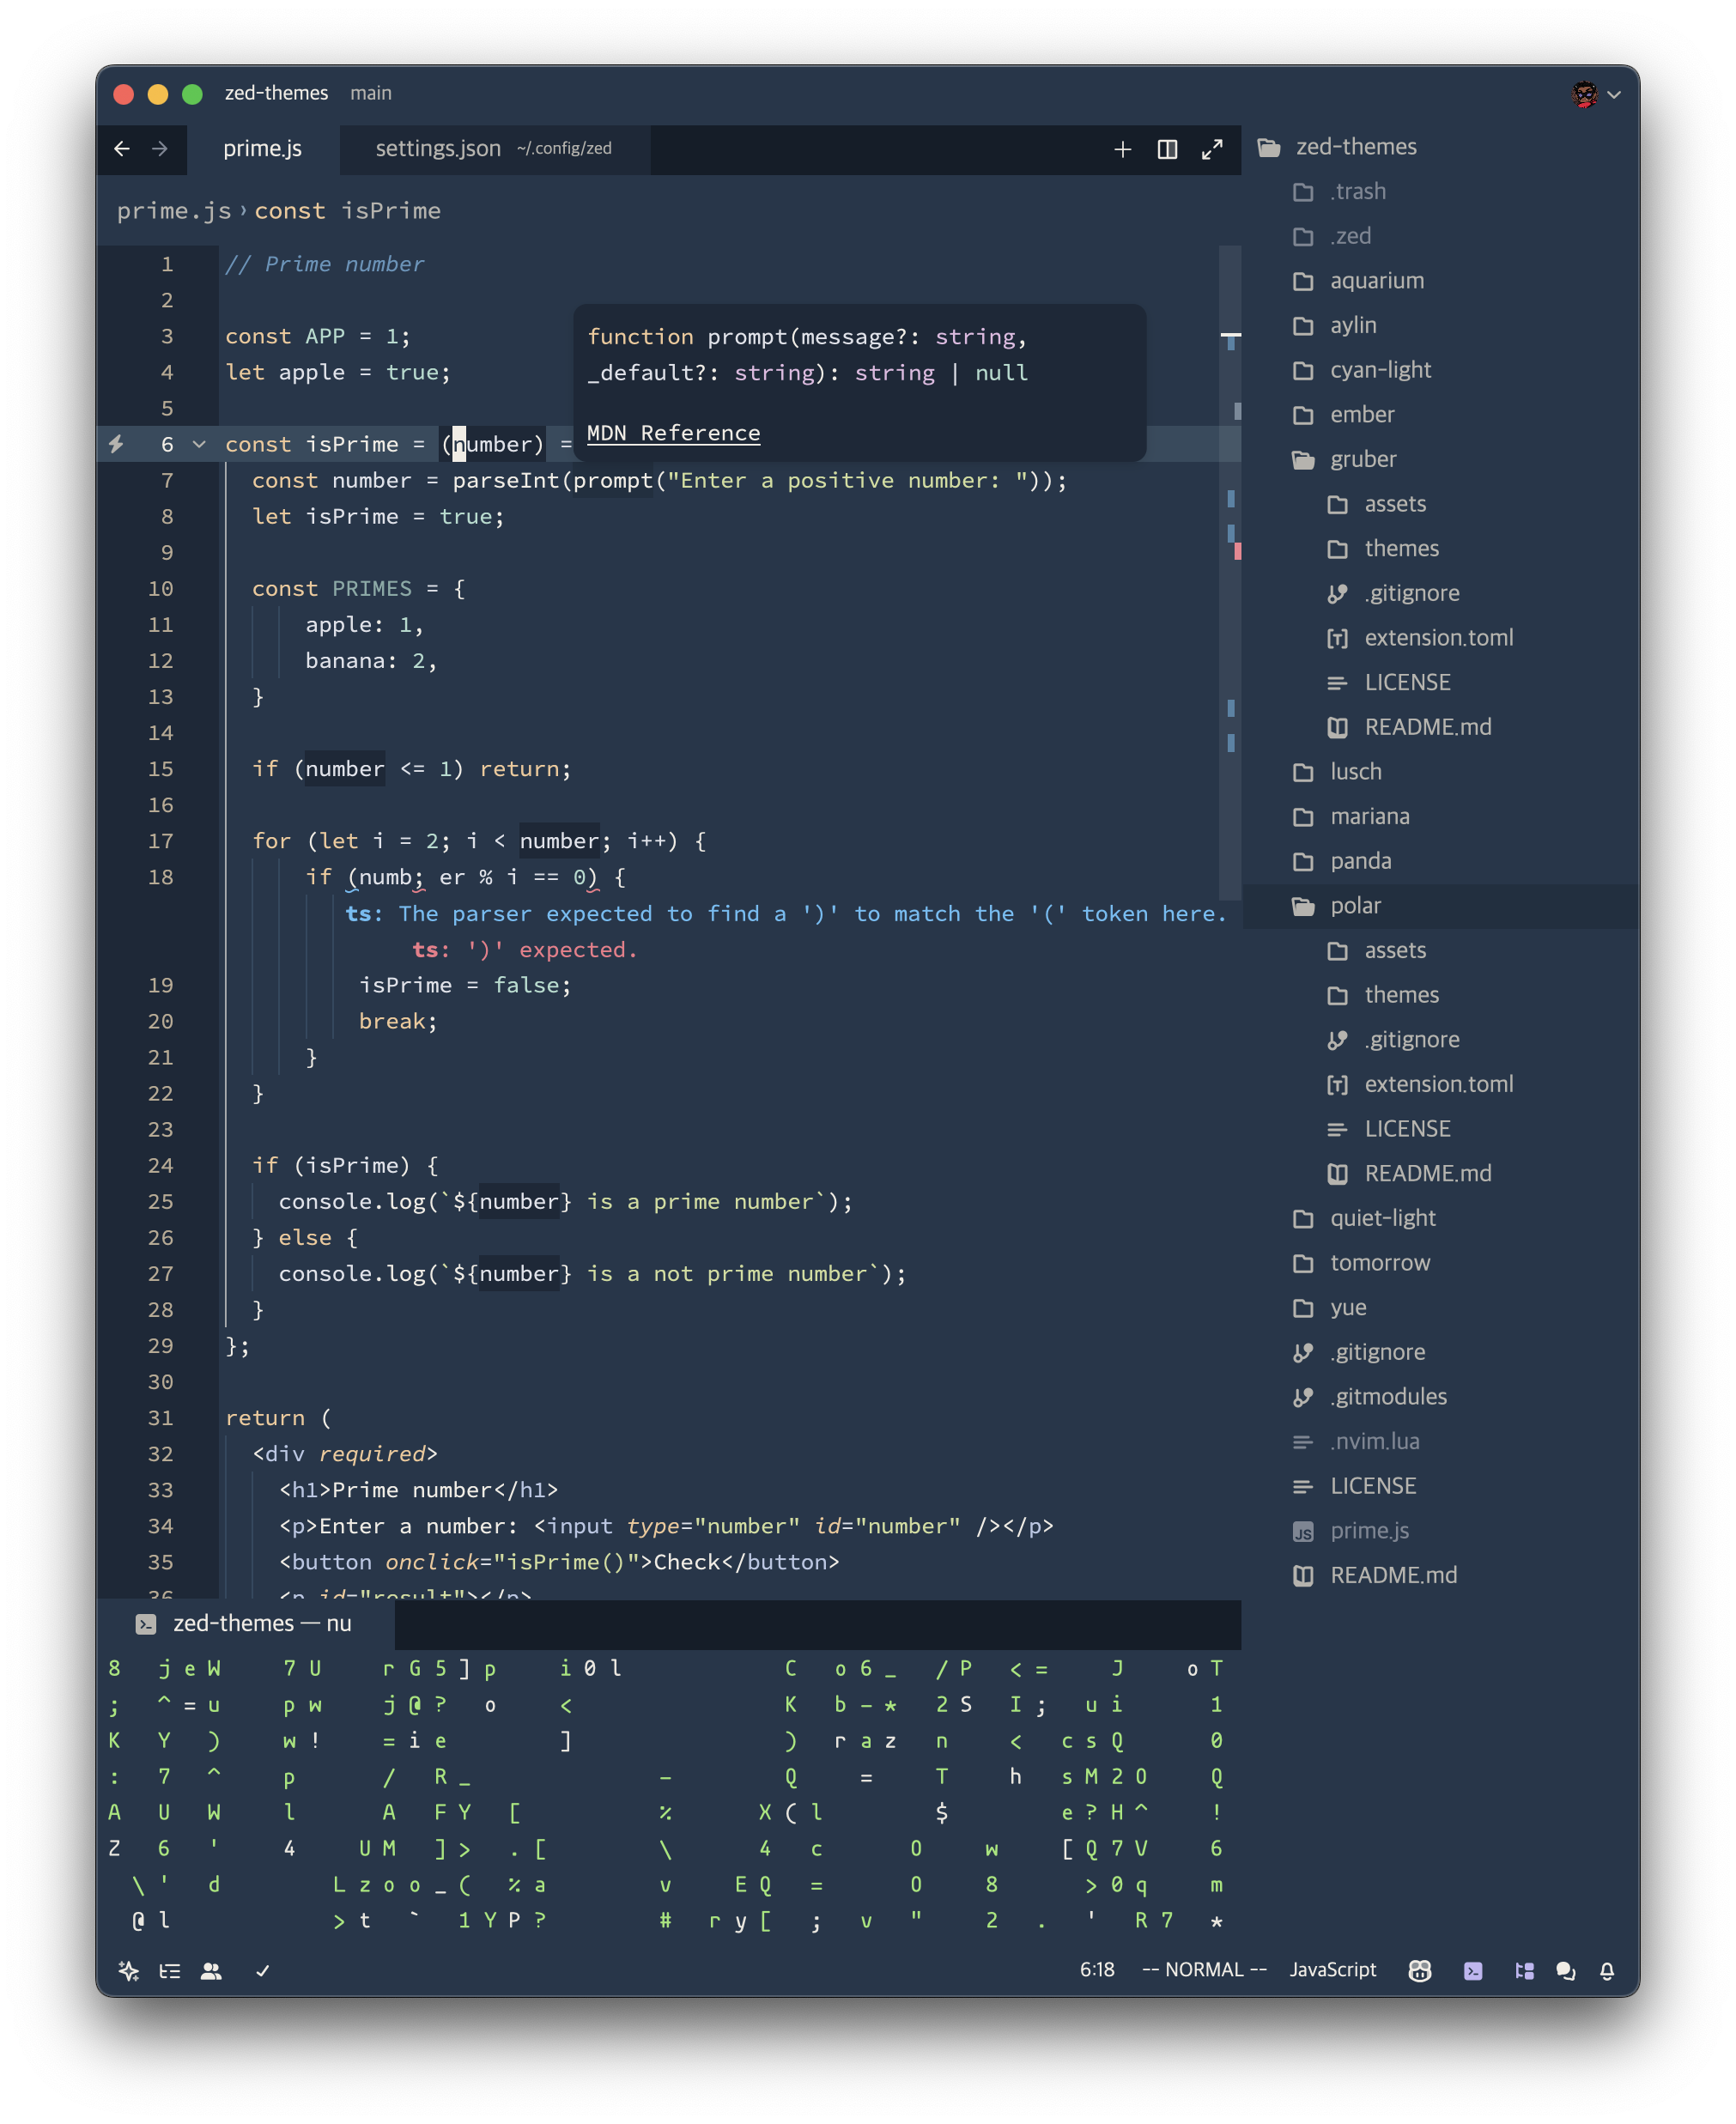 zed-themes main
prime.js settings.json ~/.config/zed
prime.js › const isPrime
1 // Prime number
2
3 const APP = 1;
4 let apple = true;
5
function prompt(message?: string,
_default?: string): string | null
MDN Reference
6 const isPrime = (number) =
7 const number = parseInt(prompt("Enter a positive number: "));
8 let isPrime = true;
9
10 const PRIMES = {
11 apple: 1,
12 banana: 2,
13 }
14
15 if (number <= 1) return;
16
17 for (let i = 2; i < number; i++) {
18 if (numb; er % i == 0) {
ts: The parser expected to find a ')' to match the '(' token here.
ts: ')' expected.
19 isPrime = false;
20 break;
21 }
22 }
23
24 if (isPrime) {
25 console.log(`${number} is a prime number`);
26 } else {
27 console.log(`${number} is a not prime number`);
28 }
29 };
30
31 return (
32 <div required>
33 <h1>Prime number</h1>
34 <p>Enter a number: <input type="number" id="number" /></p>
35 <button onclick="isPrime()">Check</button>
36 <p id="result"></p>
zed-themes — nu
8 j e W 7 U r G 5 ] p i 0 l C o 6 _ / P < = J o T
; ^ = u p w j @ ? o < K b - * 2 S I ; u i 1
K Y ) w ! = i e ] ) r a z n < c s Q 0
: 7 ^ p / R _ - Q = T h s M 2 O Q
A U W l A F Y [ % X ( l $ e ? H ^ !
Z 6 ' 4 U M ] > . [ \ 4 c O w [ Q 7 V 6
\ ' d L z o o _ ( % a v E Q = O 8 > 0 q m
@ l > t ` 1 Y P ? # r y [ ; v " 2 . ' R 7 *
6:18 -- NORMAL -- JavaScript
zed-themes
.trash
.zed
aquarium
aylin
cyan-light
ember
gruber
assets
themes
.gitignore
[T] extension.toml
LICENSE
README.md
lusch
mariana
panda
polar
assets
themes
.gitignore
[T] extension.toml
LICENSE
README.md
quiet-light
tomorrow
yue
.gitignore
.gitmodules
.nvim.lua
LICENSE
JS prime.js
README.md